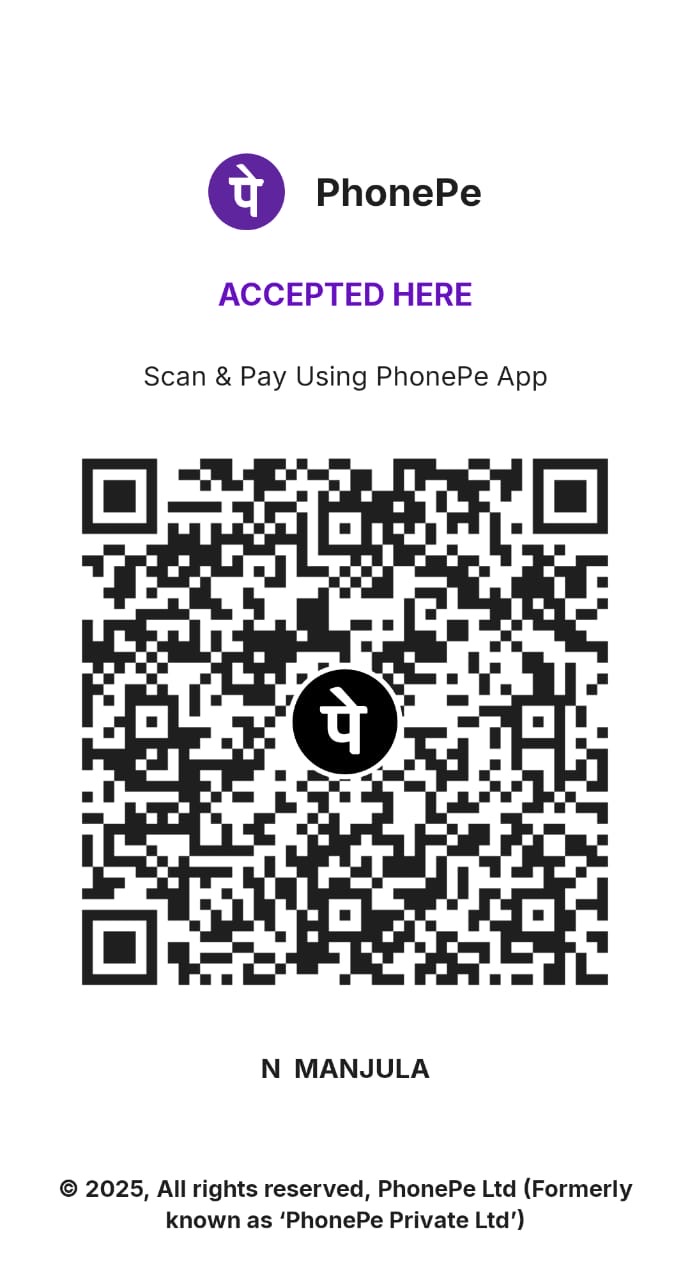 पे PhonePe
ACCEPTED HERE
Scan & Pay Using PhonePe App
पे
N MANJULA
© 2025, All rights reserved, PhonePe Ltd (Formerly
known as ‘PhonePe Private Ltd’)